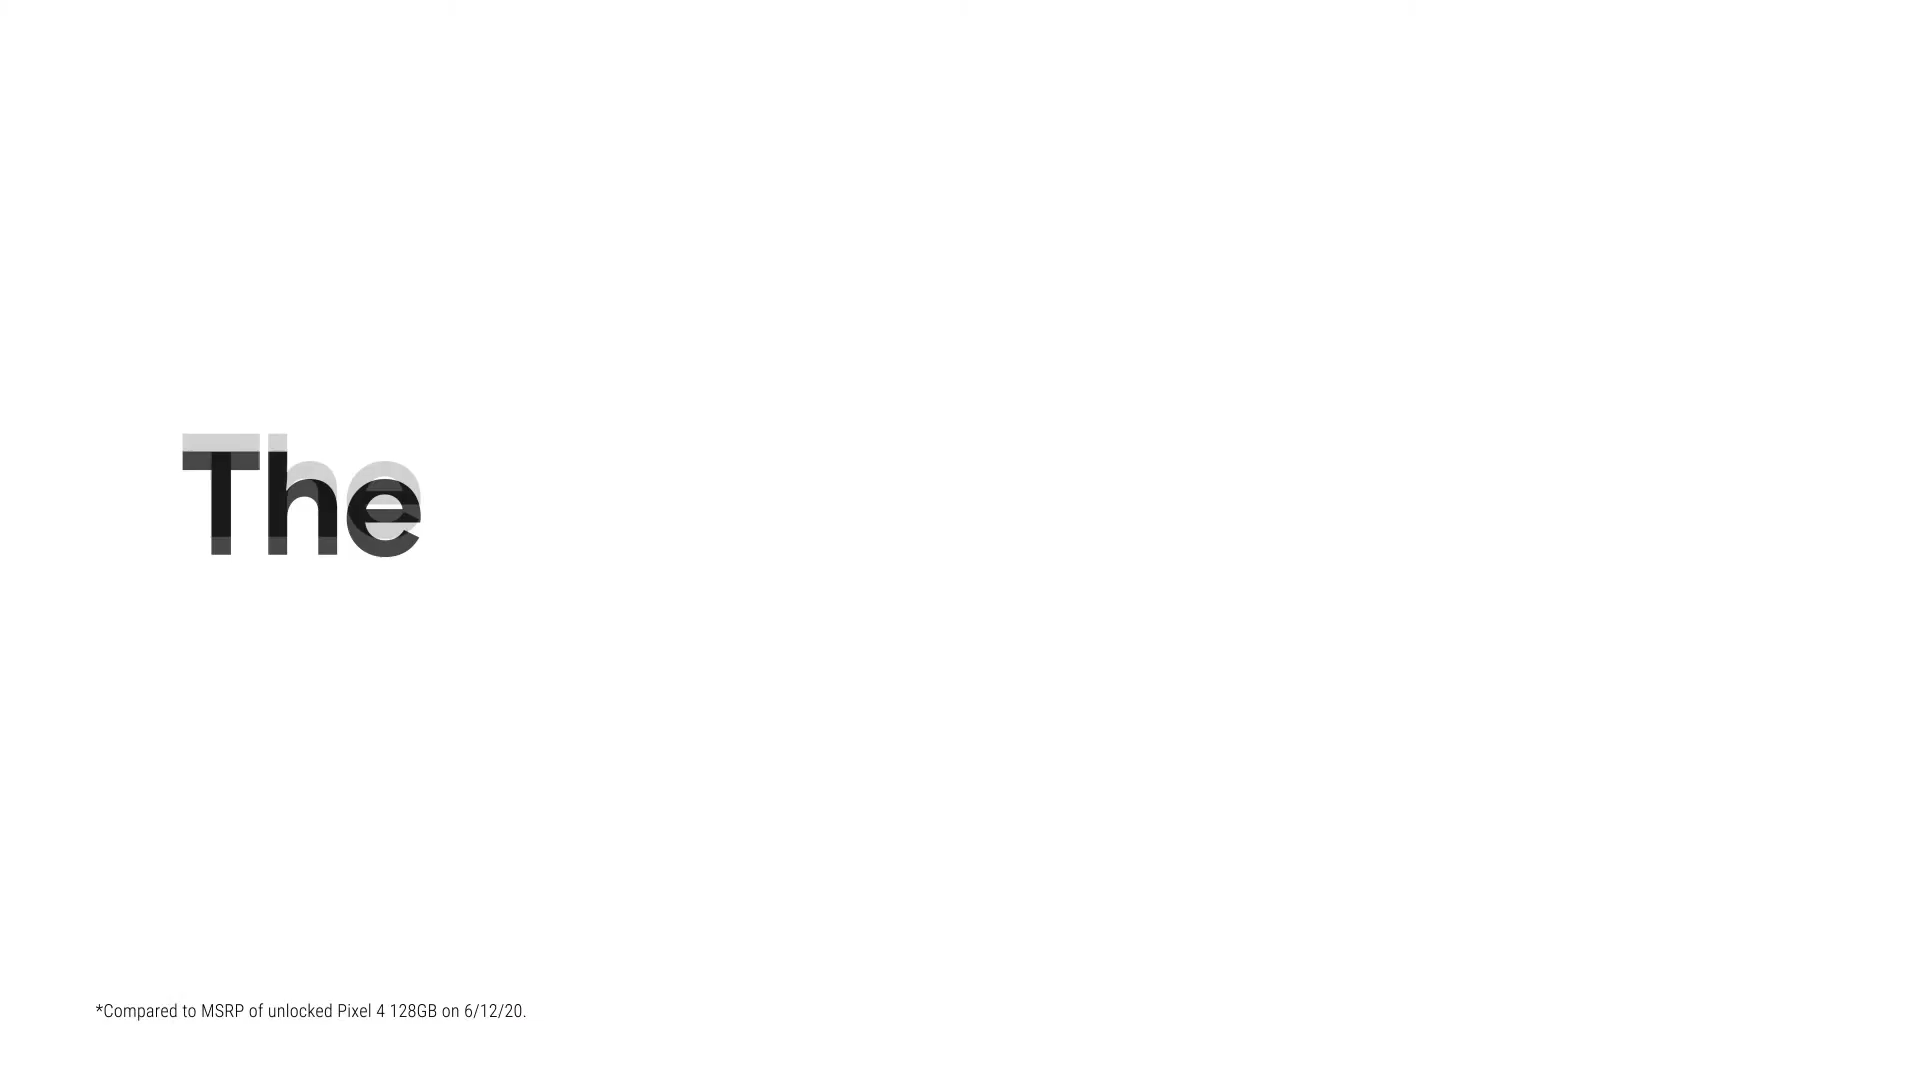 The
*Compared to MSRP of unlocked Pixel 4 128GB on 6/12/20.